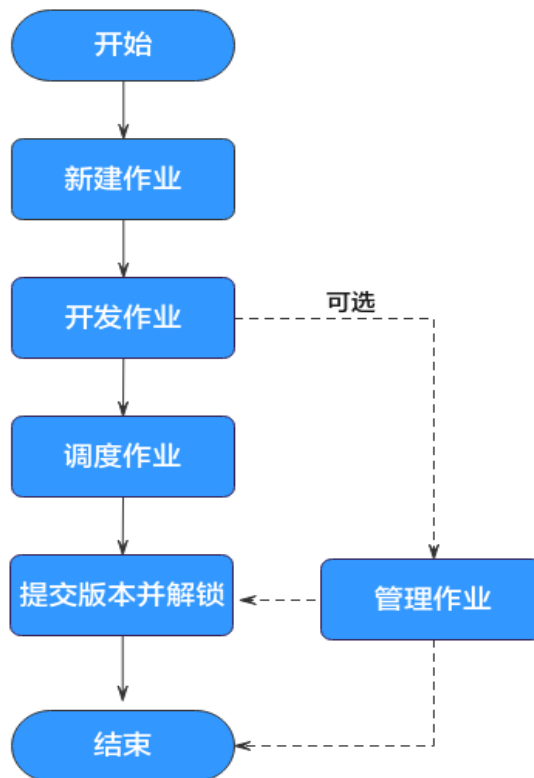 开始
新建作业
开发作业
可选
调度作业
提交版本并解锁
管理作业
结束